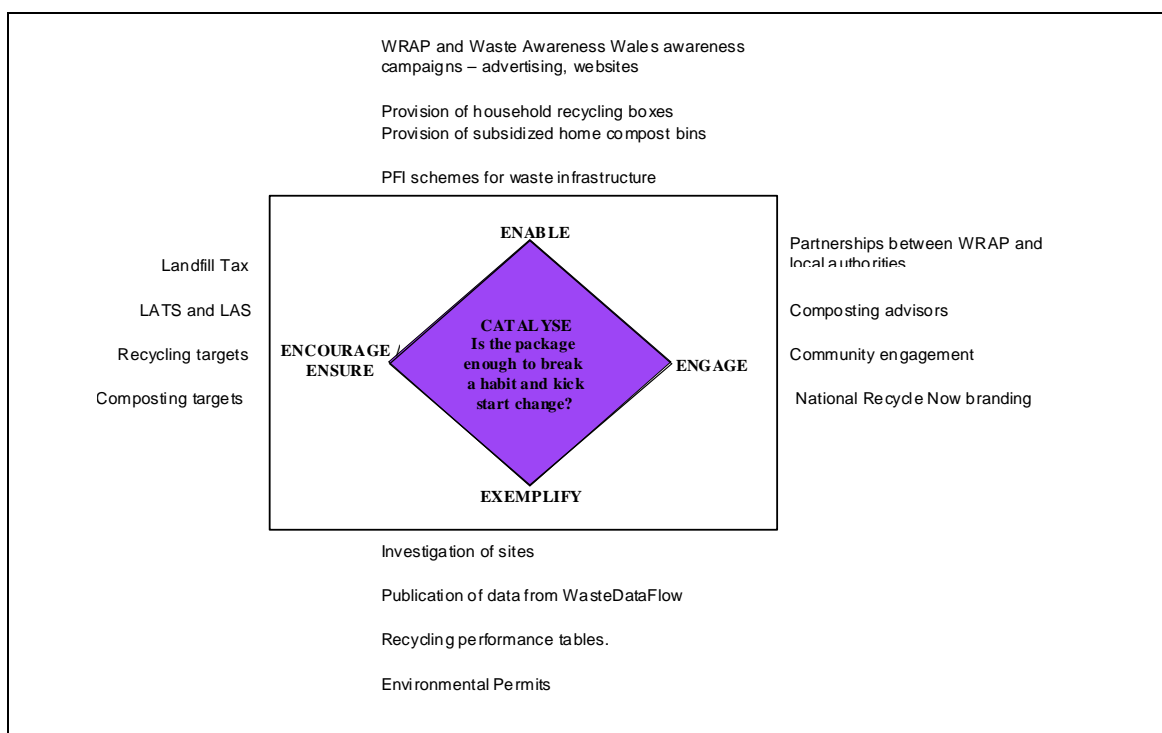 WRAP and Waste Awareness Wales awareness
campaigns – advertising, websites
Provision of household recycling boxes
Provision of subsidized home compost bins
PFI schemes for waste infrastructure
ENABLE
Landfill Tax
LATS and LAS
Recycling targets
Composting targets
ENCOURAGE /
ENSURE
CATALYSE
Is the package
enough to break
a habit and kick
start change?
ENGAGE
Partnerships between WRAP and
local authorities
Composting advisors
Community engagement
National Recycle Now branding
EXEMPLIFY
Investigation of sites
Publication of data from WasteDataFlow
Recycling performance tables.
Environmental Permits